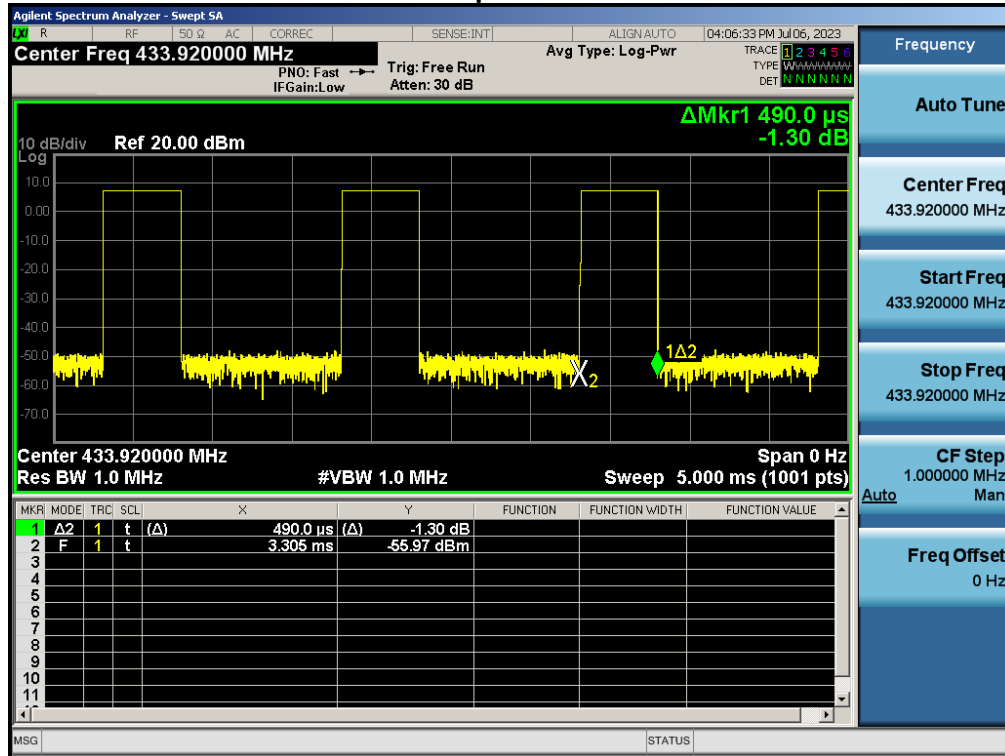 Agilent Spectrum Analyzer - Swept SA
LXI R RF 50 Ω AC CORREC SENSE:INT ALIGN AUTO 04:06:33 PM Jul 06, 2023
Center Freq 433.920000 MHz
PNO: Fast
IFGain:Low
Trig: Free Run
Atten: 30 dB
Avg Type: Log-Pwr
TRACE 1 2 3 4 5 6
TYPE W
DET N N N N N N
ΔMkr1 490.0 µs
-1.30 dB
10 dB/div Ref 20.00 dBm
Log
10.0
0.00
-10.0
-20.0
-30.0
-40.0
-50.0
-60.0
-70.0
1Δ2
X2
Center 433.920000 MHz Span 0 Hz
Res BW 1.0 MHz #VBW 1.0 MHz Sweep 5.000 ms (1001 pts)
MKR MODE TRC SCL X Y FUNCTION FUNCTION WIDTH FUNCTION VALUE
1 Δ2 1 t (Δ) 490.0 µs (Δ) -1.30 dB
2 F 1 t 3.305 ms -55.97 dBm
3
4
5
6
7
8
9
10
11
MSG STATUS
Frequency
Auto Tune
Center Freq
433.920000 MHz
Start Freq
433.920000 MHz
Stop Freq
433.920000 MHz
CF Step
1.000000 MHz
Auto Man
Freq Offset
0 Hz